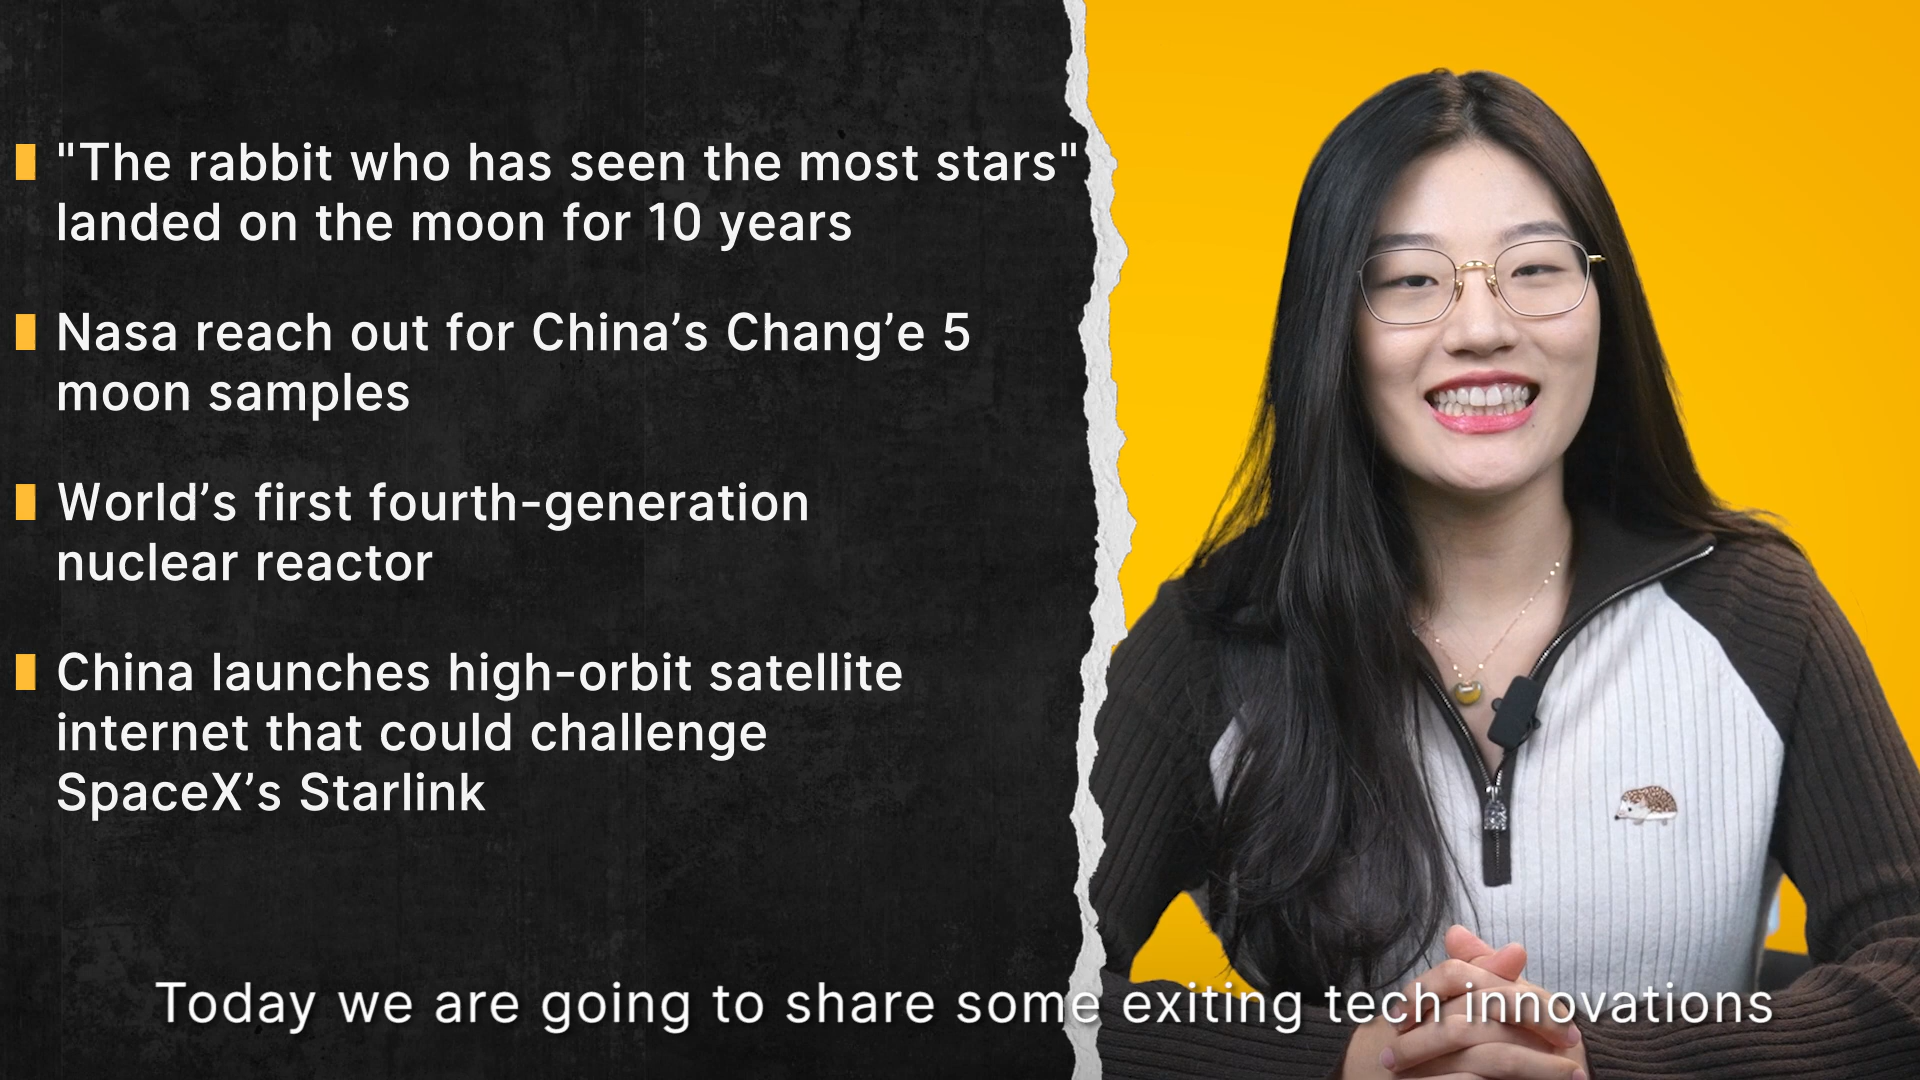 "The rabbit who has seen the most stars"
landed on the moon for 10 years
Nasa reach out for China’s Chang’e 5
moon samples
World’s first fourth-generation
nuclear reactor
China launches high-orbit satellite
internet that could challenge
SpaceX’s Starlink
Today we are going to share some exiting tech innovations